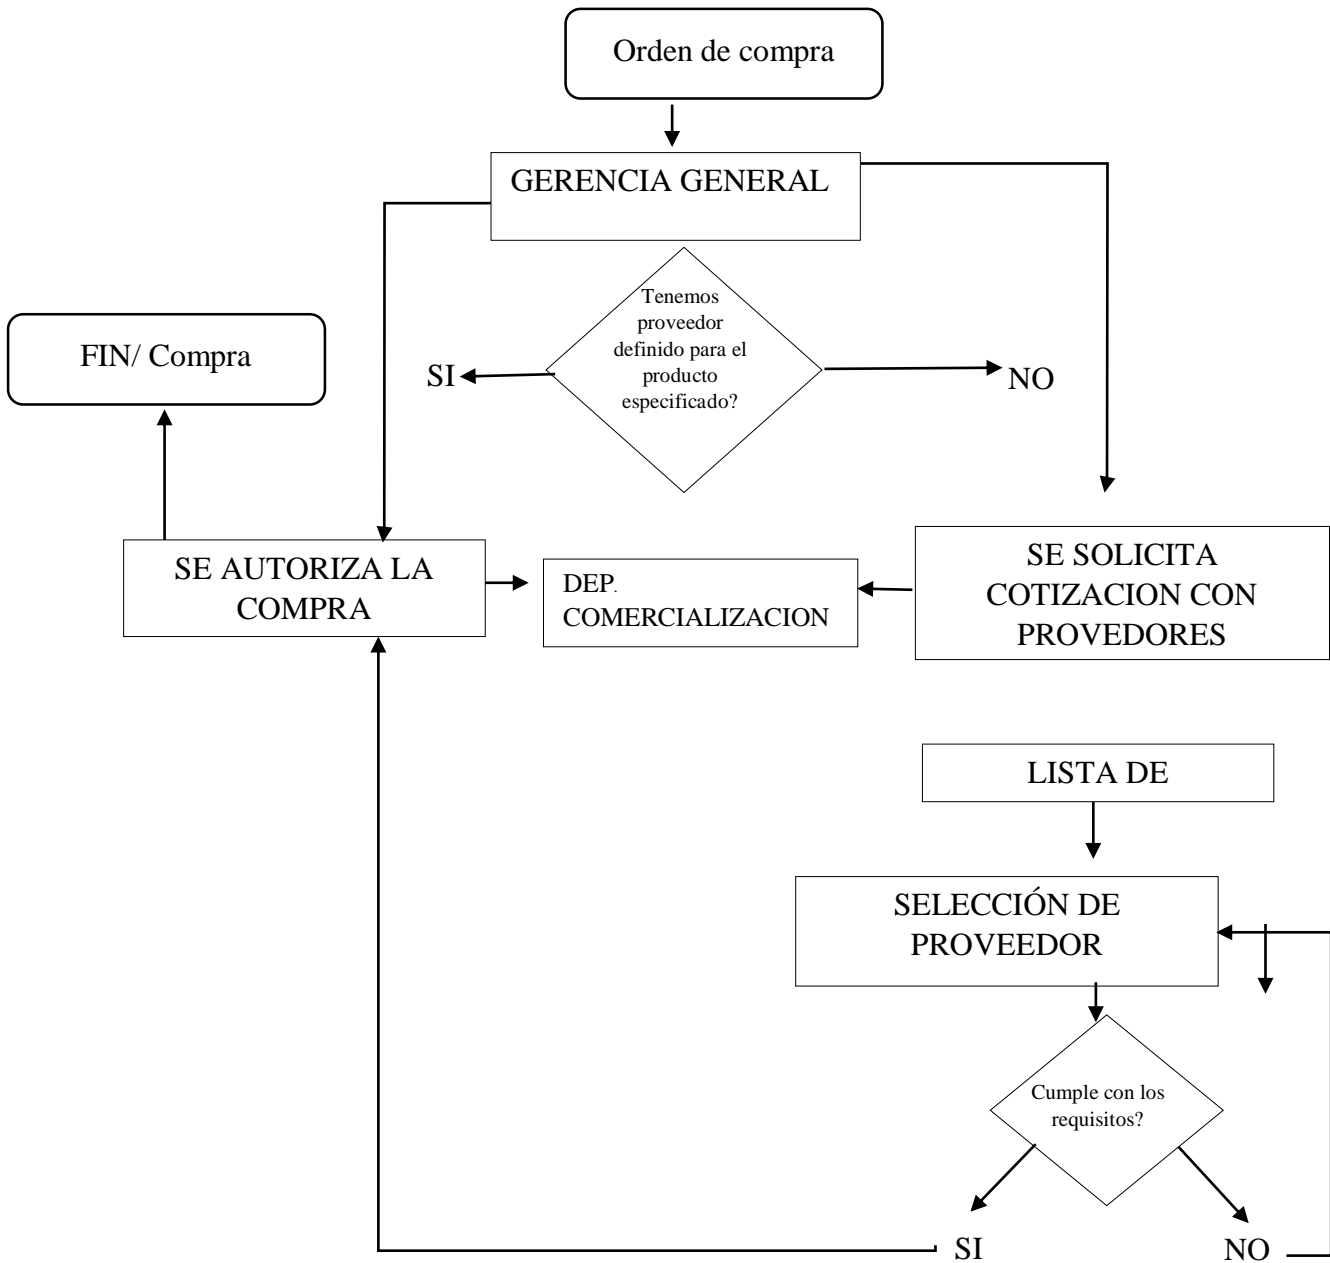 Orden de compra
GERENCIA GENERAL
Tenemos
proveedor
definido para el
producto
especificado?
FIN/ Compra
SI
NO
SE AUTORIZA LA
COMPRA
DEP.
COMERCIALIZACION
SE SOLICITA
COTIZACION CON
PROVEDORES
LISTA DE
SELECCIÓN DE
PROVEEDOR
Cumple con los
requisitos?
SI
NO